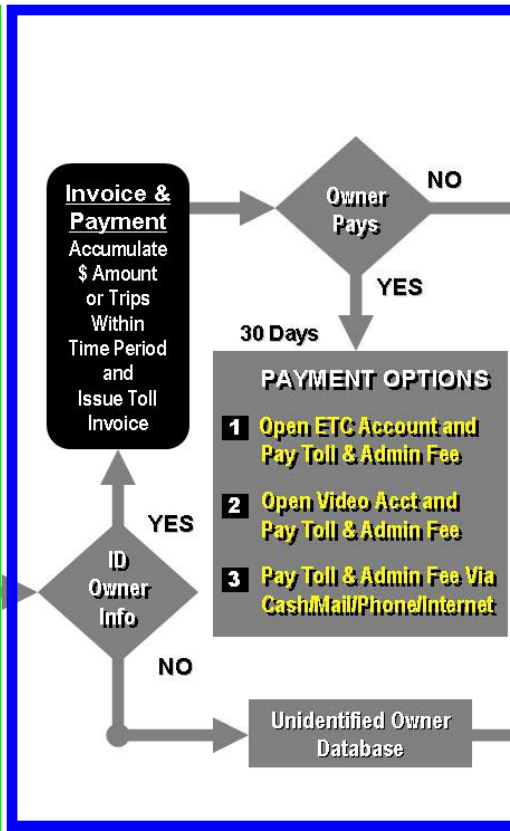 Invoice &
Payment
Accumulate
$ Amount
or Trips
Within
Time Period
and
Issue Toll
Invoice
Owner
Pays
NO
YES
30 Days
PAYMENT OPTIONS
1 Open ETC Account and
Pay Toll & Admin Fee
2 Open Video Acct and
Pay Toll & Admin Fee
3 Pay Toll & Admin Fee Via
Cash/Mail/Phone/Internet
YES
ID
Owner
Info
NO
Unidentified Owner
Database